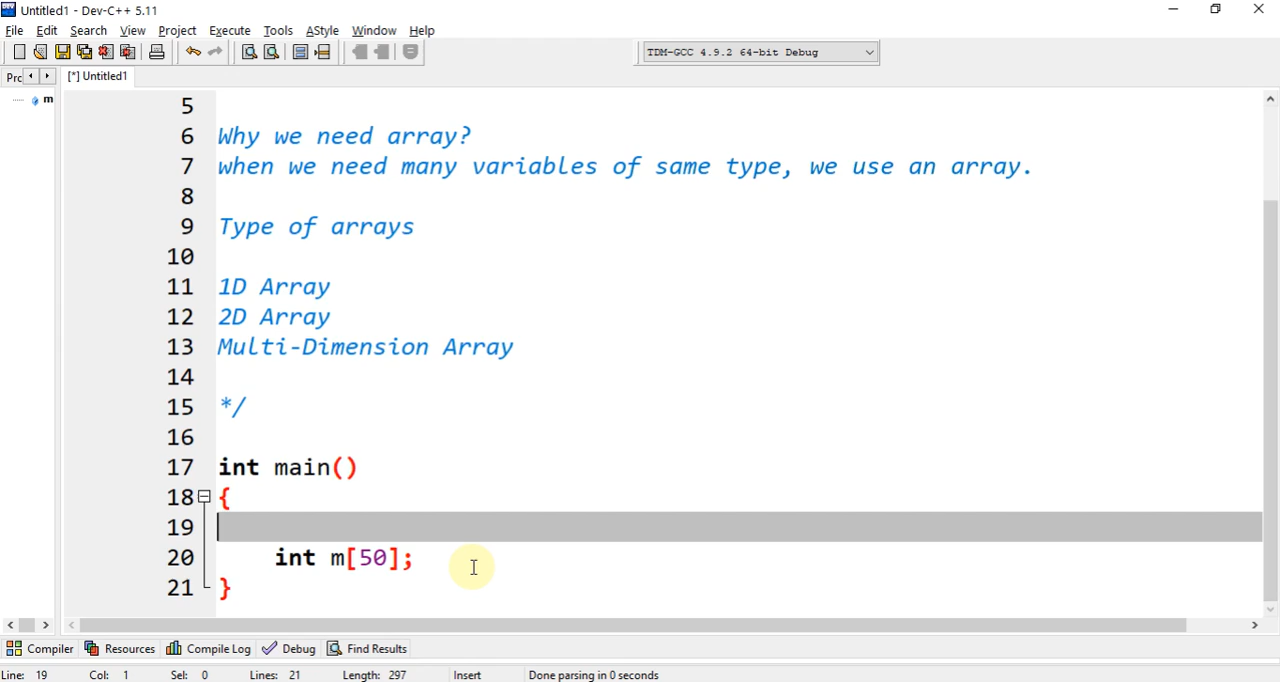 Untitled1 - Dev-C++ 5.11
File Edit Search View Project Execute Tools AStyle Window Help
TDM-GCC 4.9.2 64-bit Debug
Prc [*] Untitled1
m
5
6 Why we need array?
7 when we need many variables of same type, we use an array.
8
9 Type of arrays
10
11 1D Array
12 2D Array
13 Multi-Dimension Array
14
15 */
16
17 int main()
18 {
19
20 int m[50];
21 }
Compiler Resources Compile Log Debug Find Results
Line: 19 Col: 1 Sel: 0 Lines: 21 Length: 297 Insert Done parsing in 0 seconds